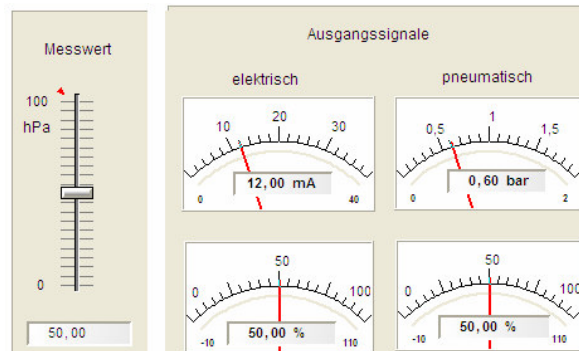 Messwert
100
hPa
0
50,00
Ausgangssignale
elektrisch
pneumatisch
10 20 30
0 40
12,00 mA
0,5 1 1,5
0 2
0,60 bar
0 50 100
-10 110
50,00 %
0 50 100
-10 110
50,00 %